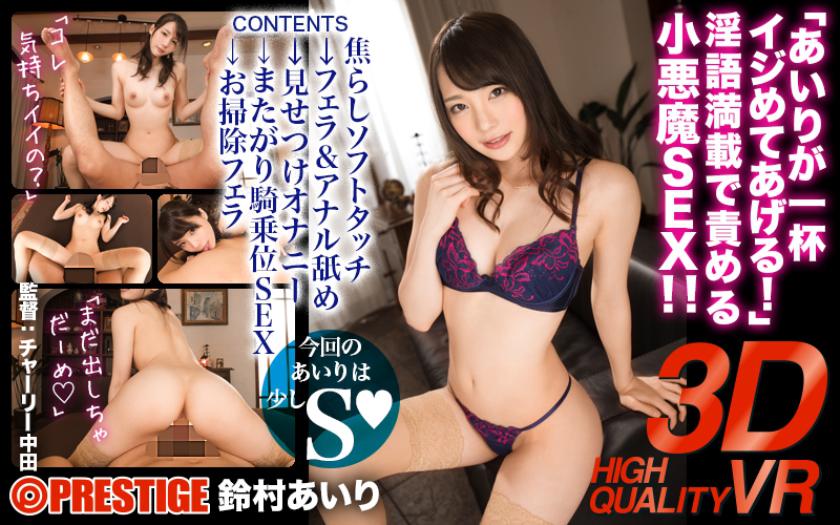 「あいりが一杯
イジめてあげる！」
淫語満載で責める
小悪魔SEX!!
CONTENTS
焦らしソフトタッチ
→フェラ＆アナル舐め
→見せつけオナニー
→またがり騎乗位SEX
→お掃除フェラ
「コレ
気持ちイイの？」
「まだ出しちゃ
だーめ♡」
監督：チャーリー中田
今回の
あいりは
少し
S♥
3D
HIGH
QUALITY VR
PRESTIGE 鈴村あいり